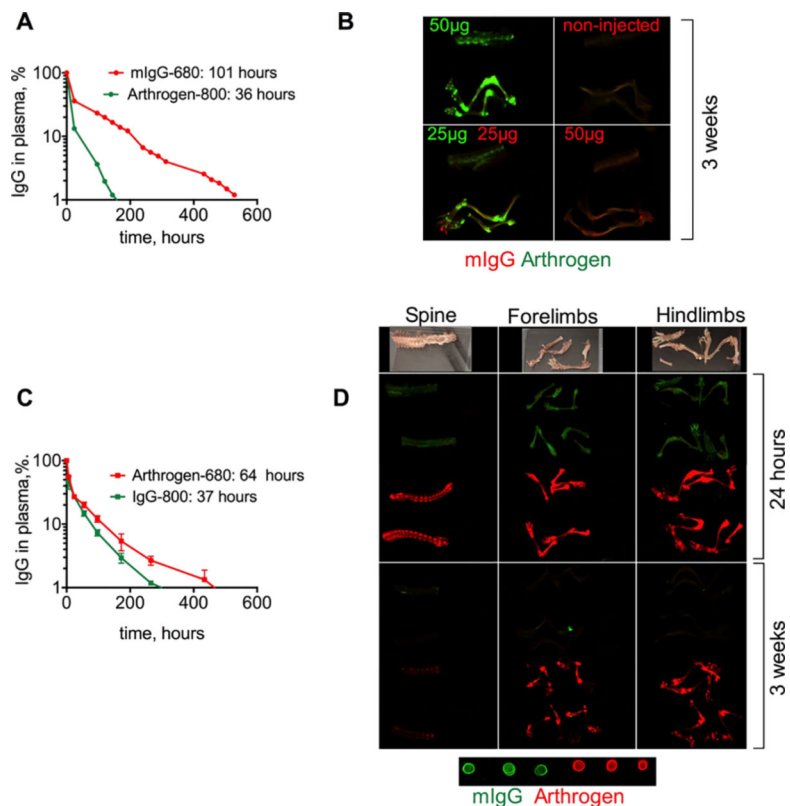 A
IgG in plasma, %
100
10
1
0
200
400
600
time, hours
mIgG-680: 101 hours
Arthrogen-800: 36 hours
B
50µg
non-injected
25µg 25µg
50µg
3 weeks
mIgG Arthrogen
C
IgG in plasma,%.
100
10
1
0
200
400
600
time, hours
Arthrogen-680: 64 hours
IgG-800: 37 hours
D
Spine
Forelimbs
Hindlimbs
24 hours
3 weeks
mIgG Arthrogen